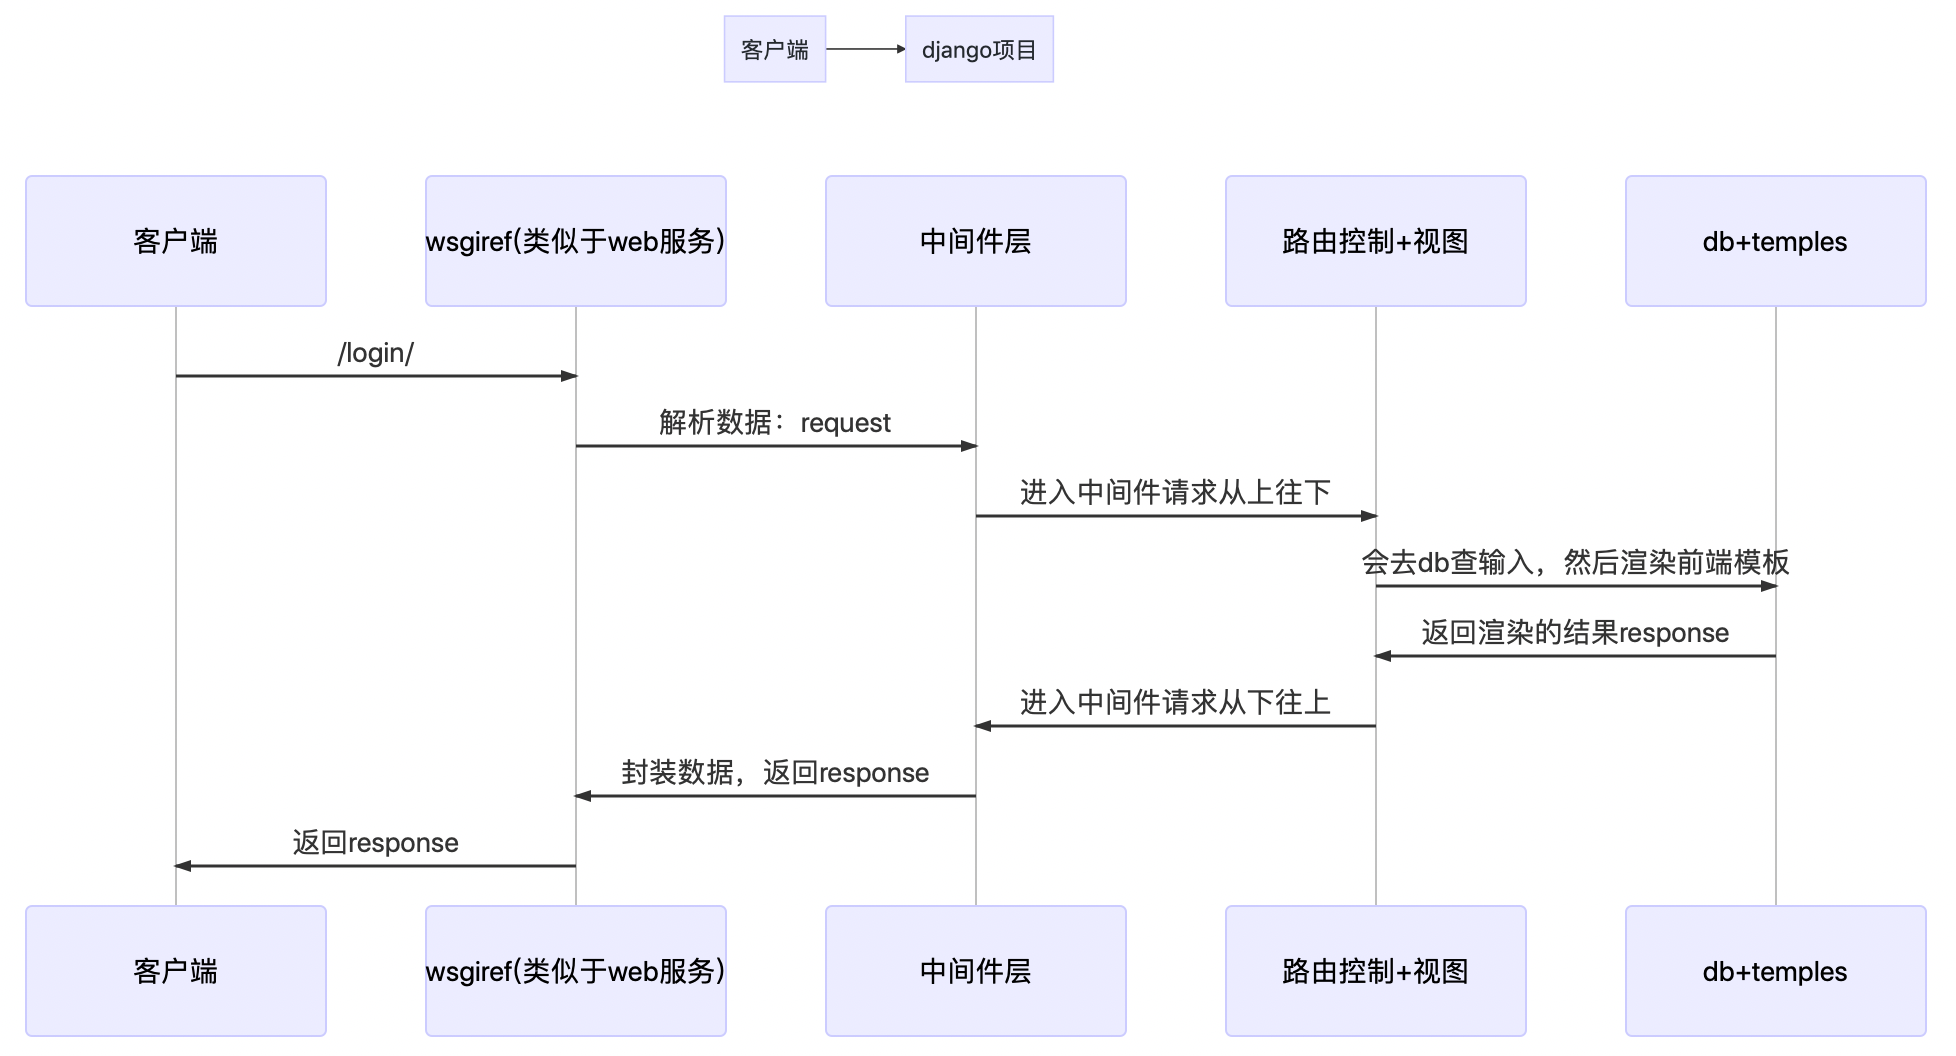 客户端
django项目
客户端
wsgiref(类似于web服务)
中间件层
路由控制+视图
db+temples
/login/
解析数据：request
进入中间件请求从上往下
会去db查输入，然后渲染前端模板
返回渲染的结果response
进入中间件请求从下往上
封装数据，返回response
返回response
客户端
wsgiref(类似于web服务)
中间件层
路由控制+视图
db+temples